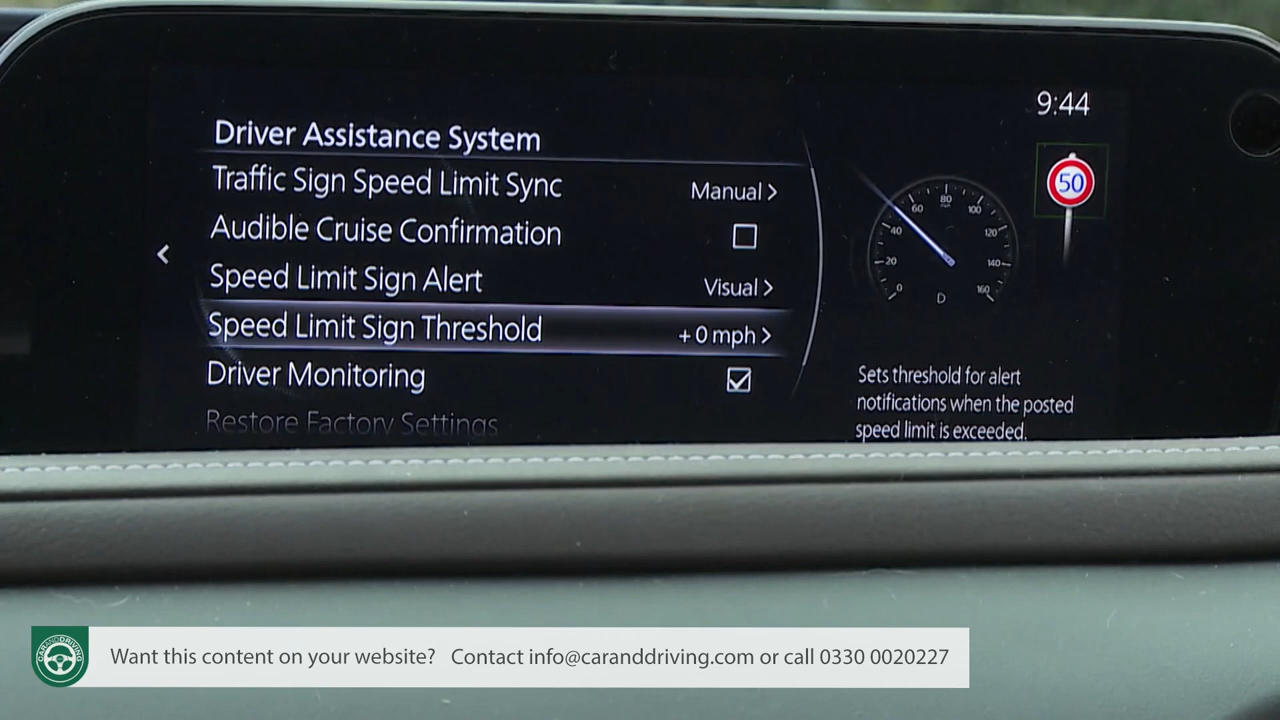 9:44
Driver Assistance System
Traffic Sign Speed Limit Sync Manual >
Audible Cruise Confirmation
Speed Limit Sign Alert Visual >
Speed Limit Sign Threshold +0 mph >
Driver Monitoring
Restore Factory Settings
50
0 20 40 60 80 100 120 140 160
mph
D
Sets threshold for alert
notifications when the posted
speed limit is exceeded.
CARANDDRIVING
Want this content on your website? Contact info@caranddriving.com or call 0330 0020227